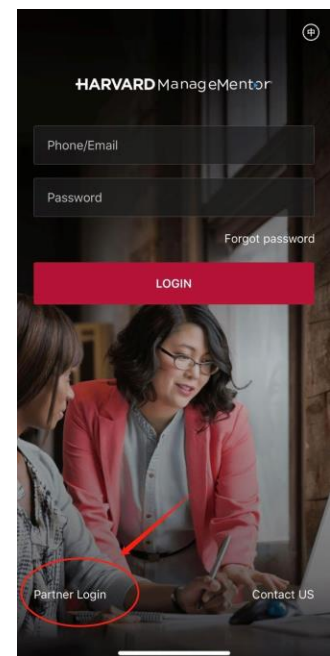 中
HARVARD ManageMentor
Phone/Email
Password
Forgot password
LOGIN
Partner Login
Contact US